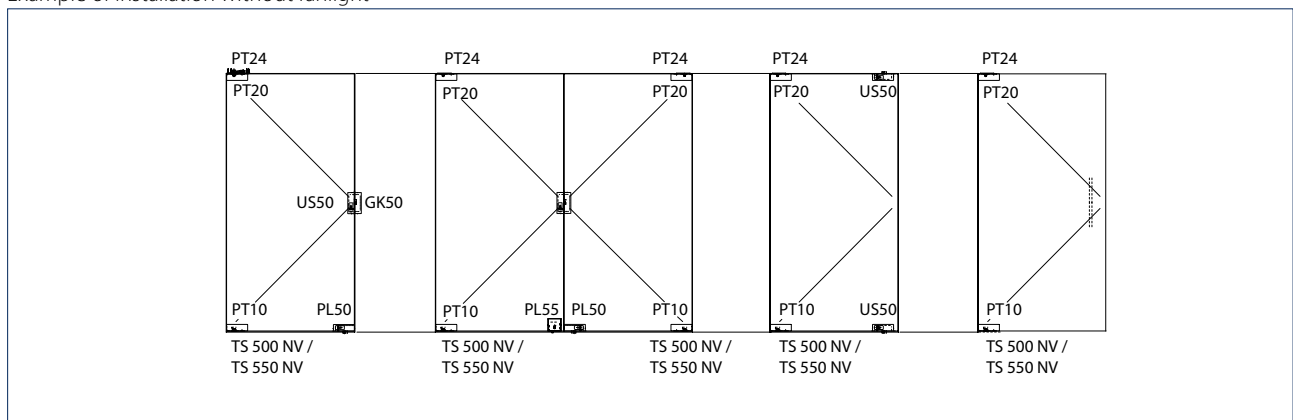 Example of installation without fanlight
PT24 PT24 PT24 PT24 PT24
PT20 PT20 PT20 PT20 US50 PT20
US50 GK50
PT10 PL50 PT10 PL55 PL50 PT10 PT10 US50 PT10
TS 500 NV / TS 500 NV / TS 500 NV / TS 500 NV / TS 500 NV /
TS 550 NV TS 550 NV TS 550 NV TS 550 NV TS 550 NV